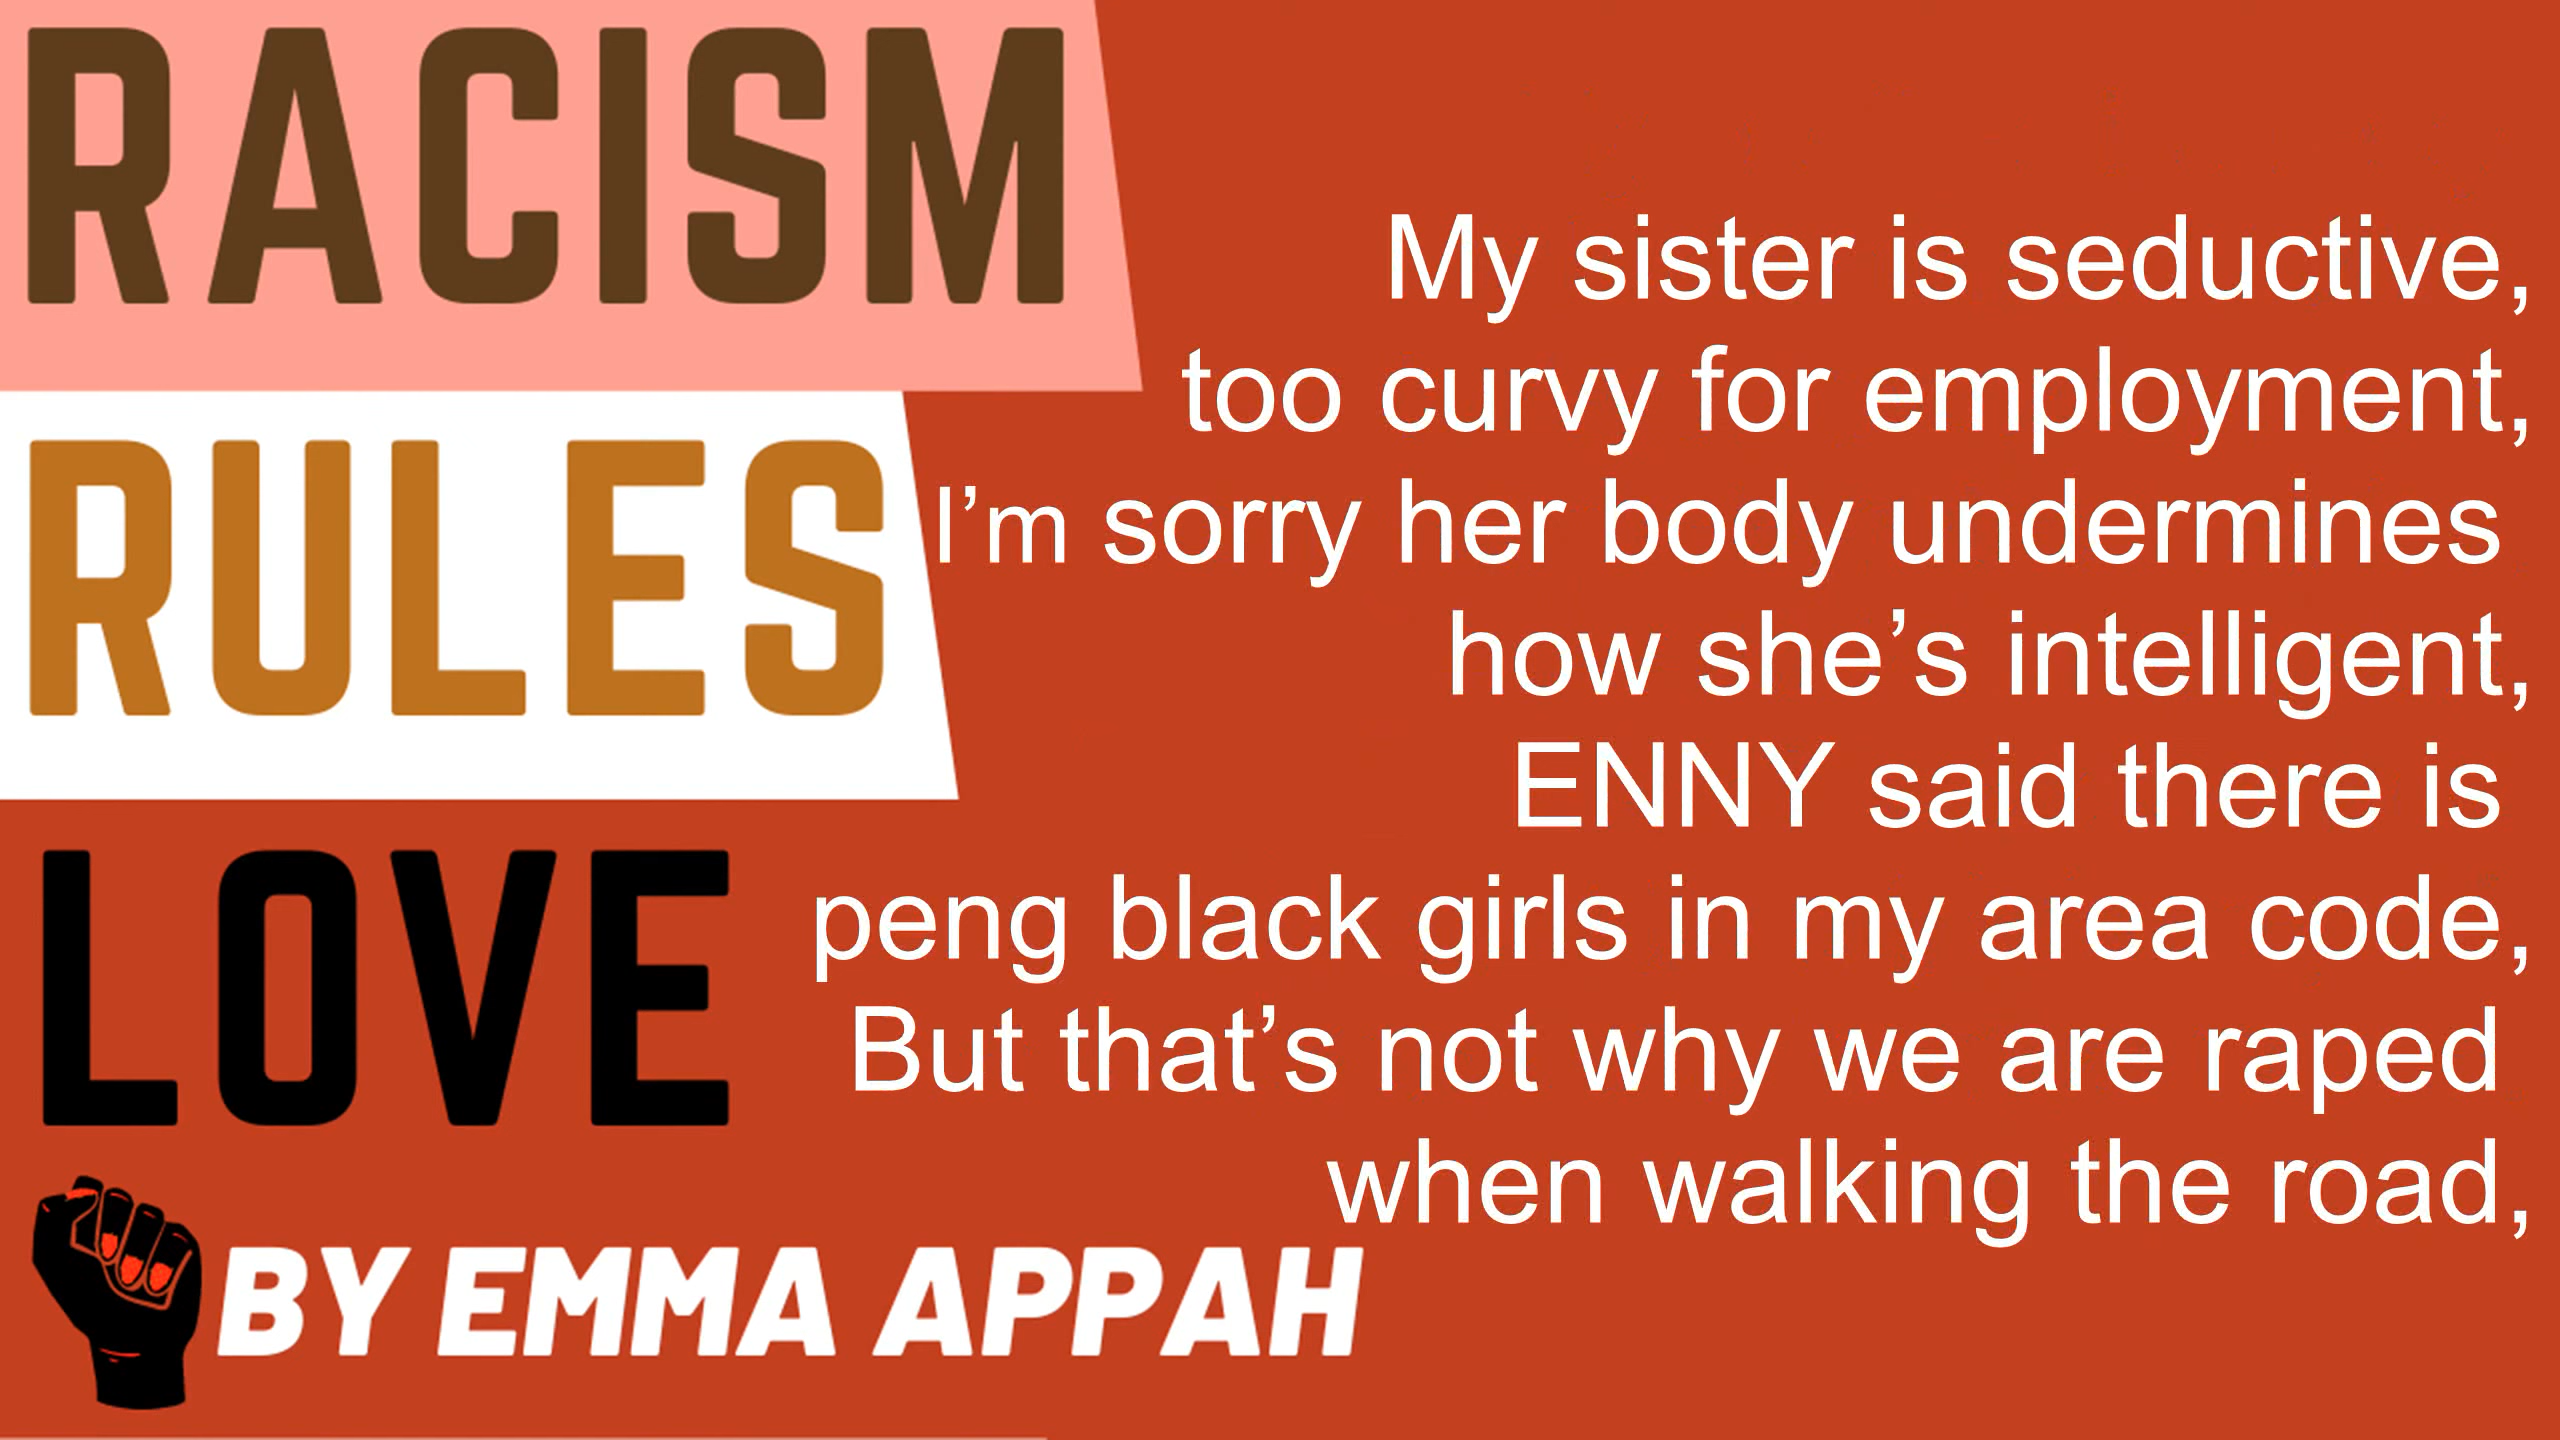 RACISM
RULES
LOVE
BY EMMA APPAH
My sister is seductive,
too curvy for employment,
I’m sorry her body undermines
how she’s intelligent,
ENNY said there is
peng black girls in my area code,
But that’s not why we are raped
when walking the road,